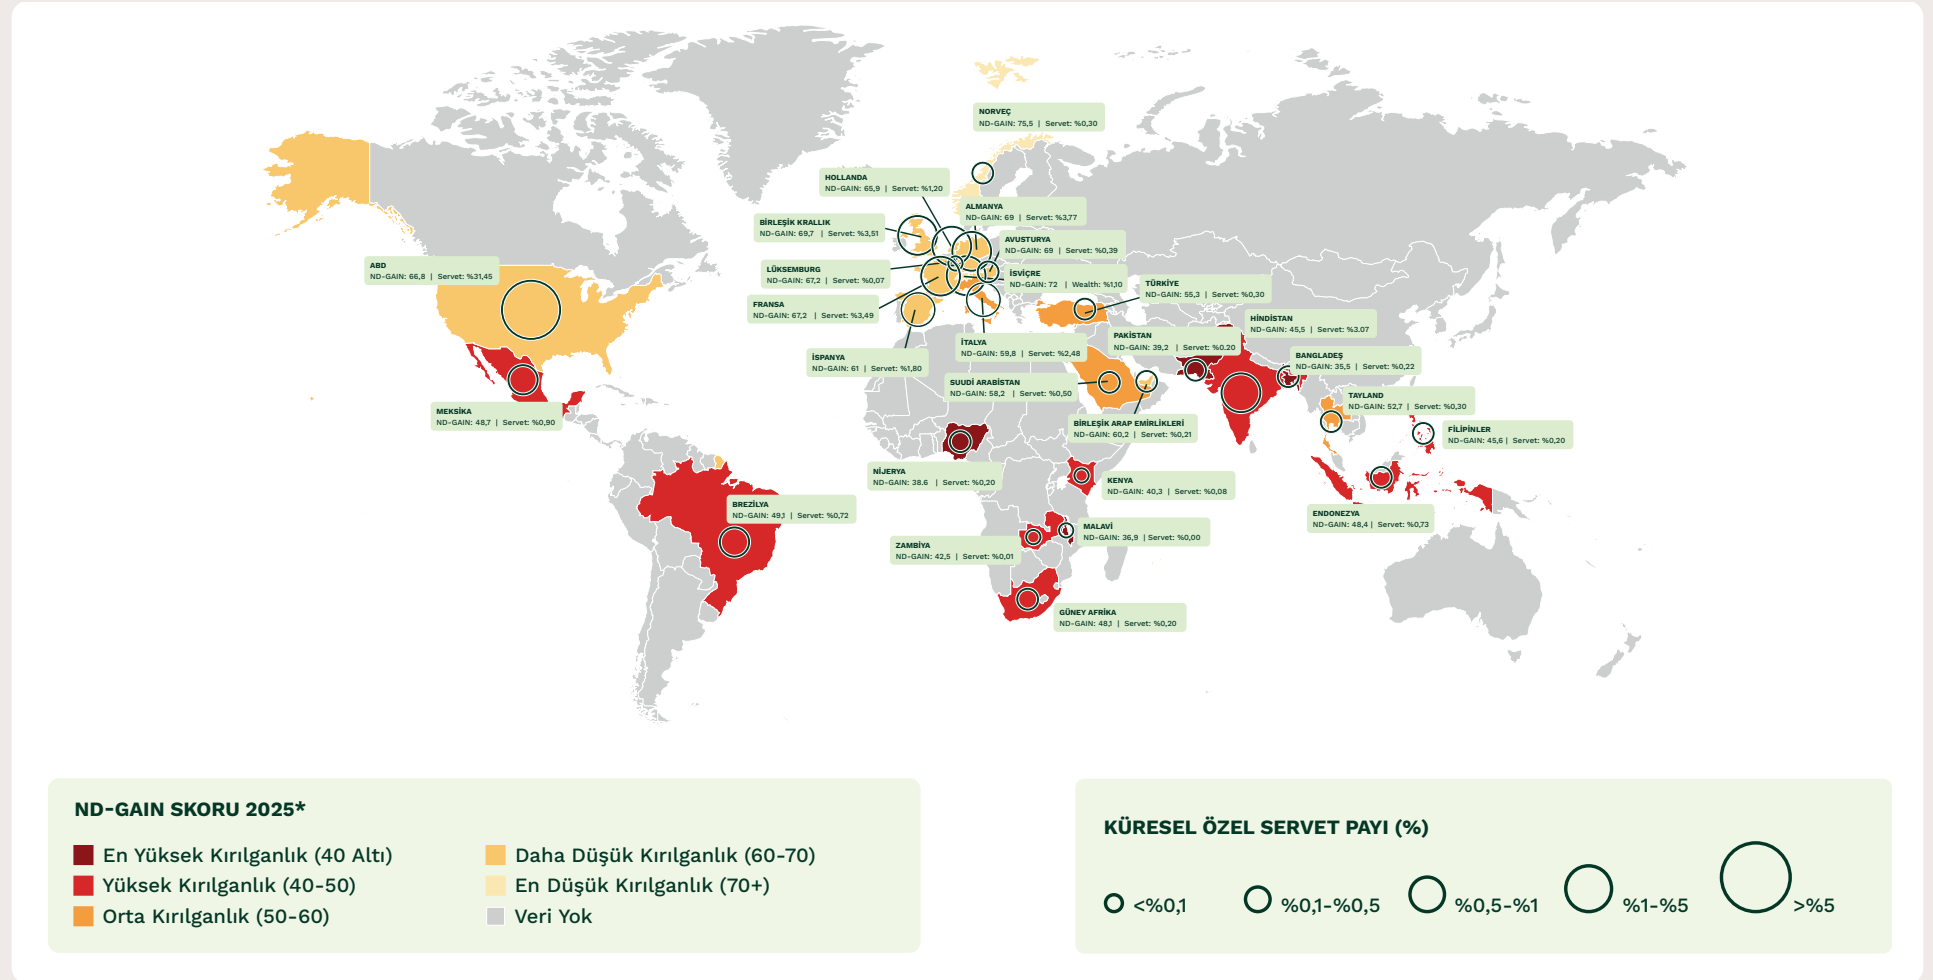 NORVEÇ
ND-GAIN: 75,5 | Servet: %0,30
HOLLANDA
ND-GAIN: 65,9 | Servet: %1,20
ALMANYA
ND-GAIN: 69 | Servet: %3,77
BİRLEŞİK KRALLIK
ND-GAIN: 69,7 | Servet: %3,51
AVUSTURYA
ND-GAIN: 69 | Servet: %0,39
ABD
ND-GAIN: 66,8 | Servet: %31,45
LÜKSEMBURG
ND-GAIN: 67,2 | Servet: %0,07
İSVİÇRE
ND-GAIN: 72 | Wealth: %1,10
TÜRKİYE
ND-GAIN: 55,3 | Servet: %0,30
FRANSA
ND-GAIN: 67,2 | Servet: %3,49
HİNDİSTAN
ND-GAIN: 45,5 | Servet: %3.07
PAKİSTAN
ND-GAIN: 39,2 | Servet: %0.20
İTALYA
ND-GAIN: 59,8 | Servet: %2,48
İSPANYA
ND-GAIN: 61 | Servet: %1,80
BANGLADEŞ
ND-GAIN: 35,5 | Servet: %0,22
SUUDİ ARABİSTAN
ND-GAIN: 58,2 | Servet: %0,50
TAYLAND
ND-GAIN: 52,7 | Servet: %0,30
MEKSİKA
ND-GAIN: 48,7 | Servet: %0,90
BİRLEŞİK ARAP EMİRLİKLERİ
ND-GAIN: 60,2 | Servet: %0,21
FİLİPİNLER
ND-GAIN: 45,6 | Servet: %0,20
NİJERYA
ND-GAIN: 38.6 | Servet: %0,20
KENYA
ND-GAIN: 40,3 | Servet: %0,08
BREZİLYA
ND-GAIN: 49,1 | Servet: %0,72
ENDONEZYA
ND-GAIN: 48,4 | Servet: %0,73
MALAVİ
ND-GAIN: 36,9 | Servet: %0,00
ZAMBİYA
ND-GAIN: 42,5 | Servet: %0,01
GÜNEY AFRİKA
ND-GAIN: 48,1 | Servet: %0,20
ND-GAIN SKORU 2025*
En Yüksek Kırılganlık (40 Altı)
Yüksek Kırılganlık (40-50)
Orta Kırılganlık (50-60)
Daha Düşük Kırılganlık (60-70)
En Düşük Kırılganlık (70+)
Veri Yok
KÜRESEL ÖZEL SERVET PAYI (%)
<%0,1
%0,1-%0,5
%0,5-%1
%1-%5
>%5